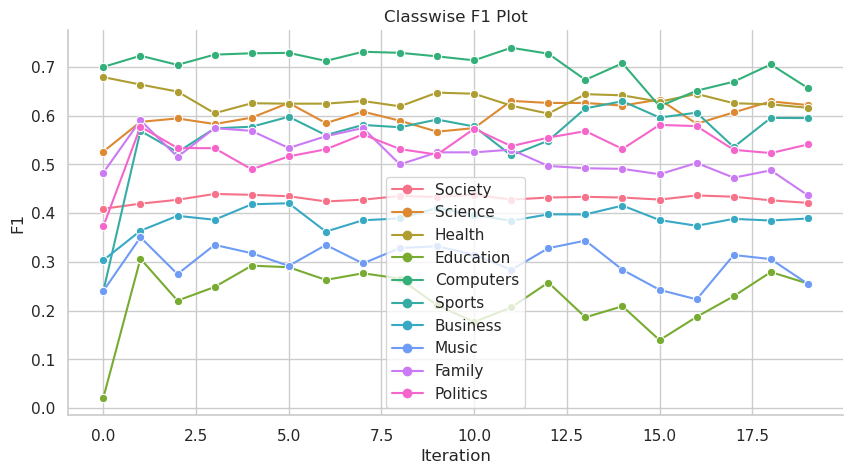 Classwise F1 Plot
F1
0.7
0.6
0.5
0.4
0.3
0.2
0.1
0.0
Society
Science
Health
Education
Computers
Sports
Business
Music
Family
Politics
0.0 2.5 5.0 7.5 10.0 12.5 15.0 17.5
Iteration